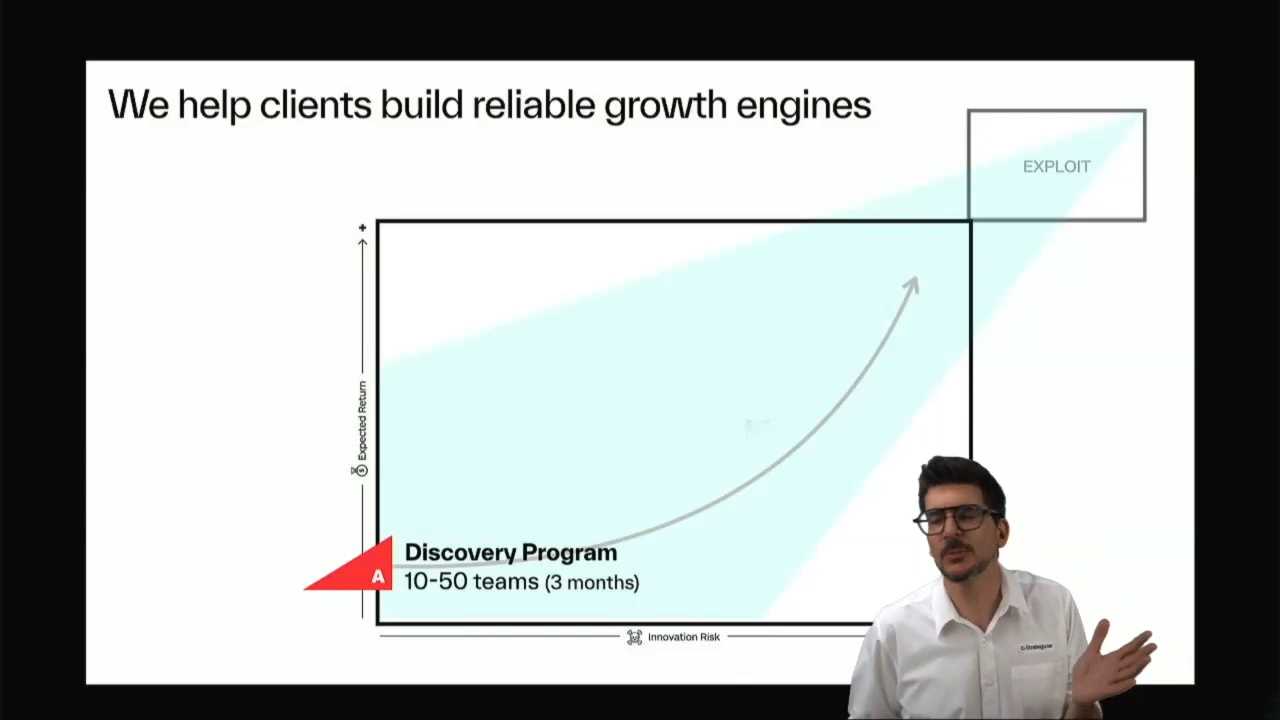 We help clients build reliable growth engines
EXPLOIT
+
Expected Return
A
Discovery Program
10-50 teams (3 months)
Innovation Risk
Strategyzer